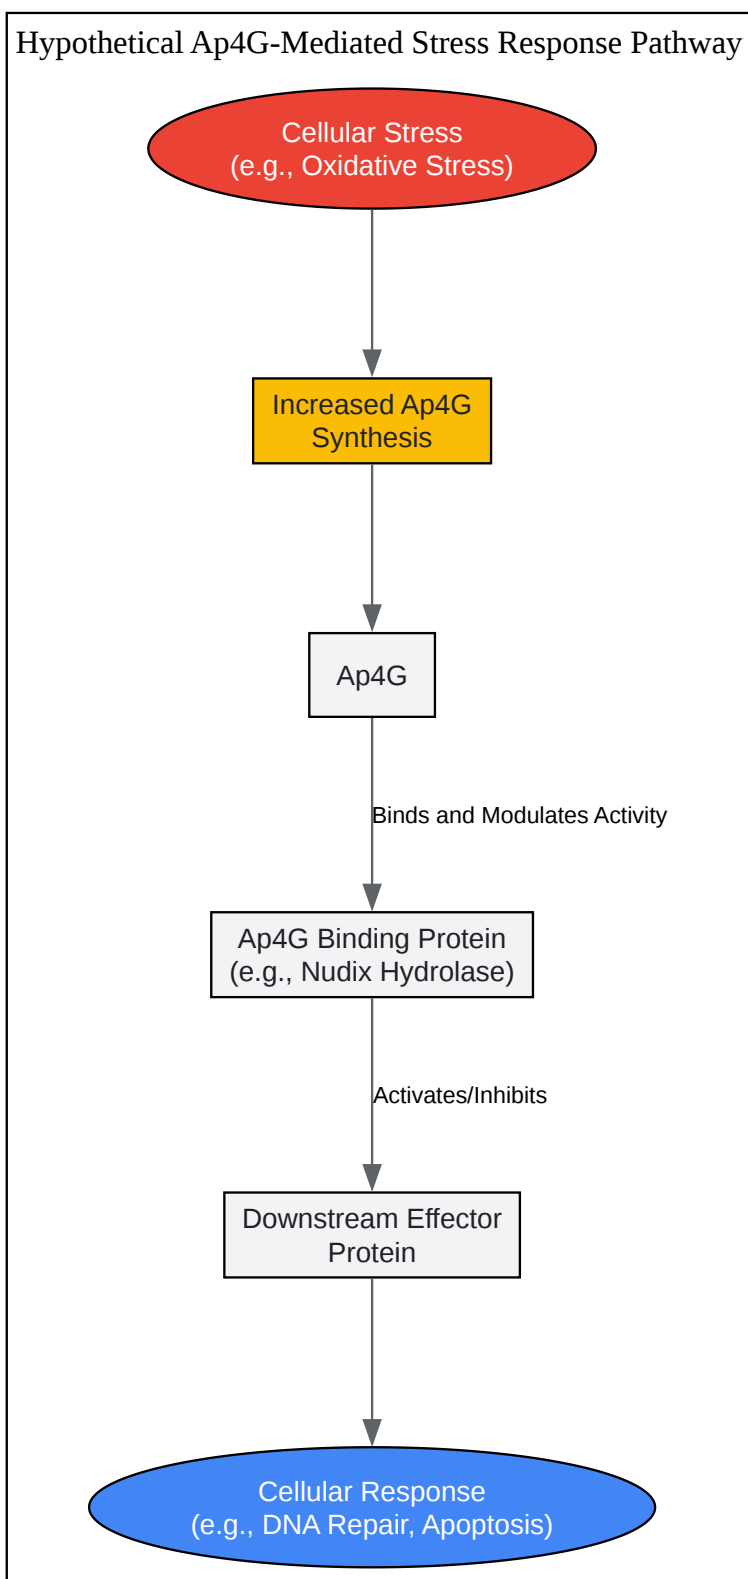 Hypothetical Ap4G-Mediated Stress Response Pathway
Cellular Stress
(e.g., Oxidative Stress)
Increased Ap4G
Synthesis
Ap4G
Binds and Modulates Activity
Ap4G Binding Protein
(e.g., Nudix Hydrolase)
Activates/Inhibits
Downstream Effector
Protein
Cellular Response
(e.g., DNA Repair, Apoptosis)